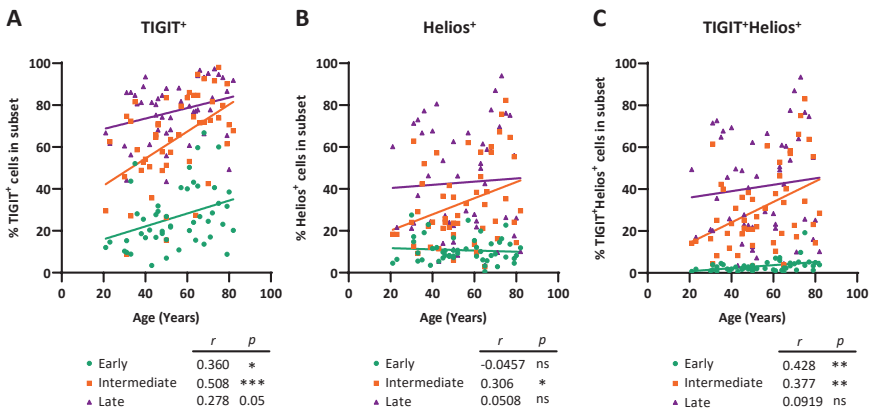 A
TIGIT⁺
% TIGIT⁺ cells in subset
100
80
60
40
20
0
0 20 40 60 80 100
Age (Years)
r p
Early 0.360 *
Intermediate 0.508 ***
Late 0.278 0.05
B
Helios⁺
% Helios⁺ cells in subset
100
80
60
40
20
0
0 20 40 60 80 100
Age (Years)
r p
Early -0.0457 ns
Intermediate 0.306 *
Late 0.0508 ns
C
TIGIT⁺Helios⁺
% TIGIT⁺Helios⁺ cells in subset
100
80
60
40
20
0
0 20 40 60 80 100
Age (Years)
r p
Early 0.428 **
Intermediate 0.377 **
Late 0.0919 ns